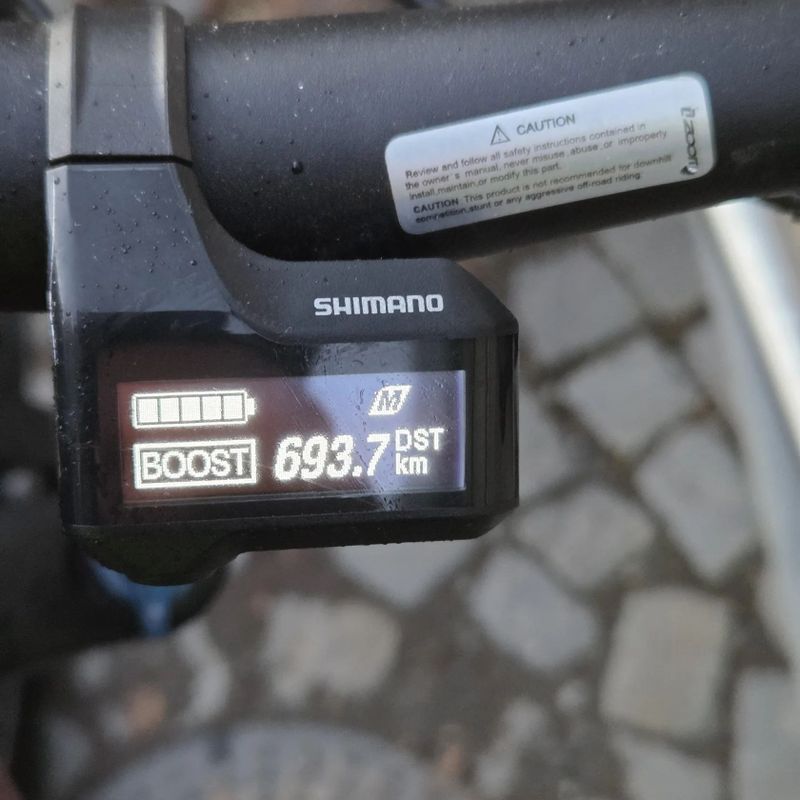 CAUTION
Review and follow all safety instructions contained in
the owner's manual, never misuse, abuse, or improperly
install,maintain,or modify this part.
CAUTION This product is not recommended for downhill
competition,stunt or any aggressive off-road riding.
zoom
SHIMANO
M
BOOST 693.7 DST
km